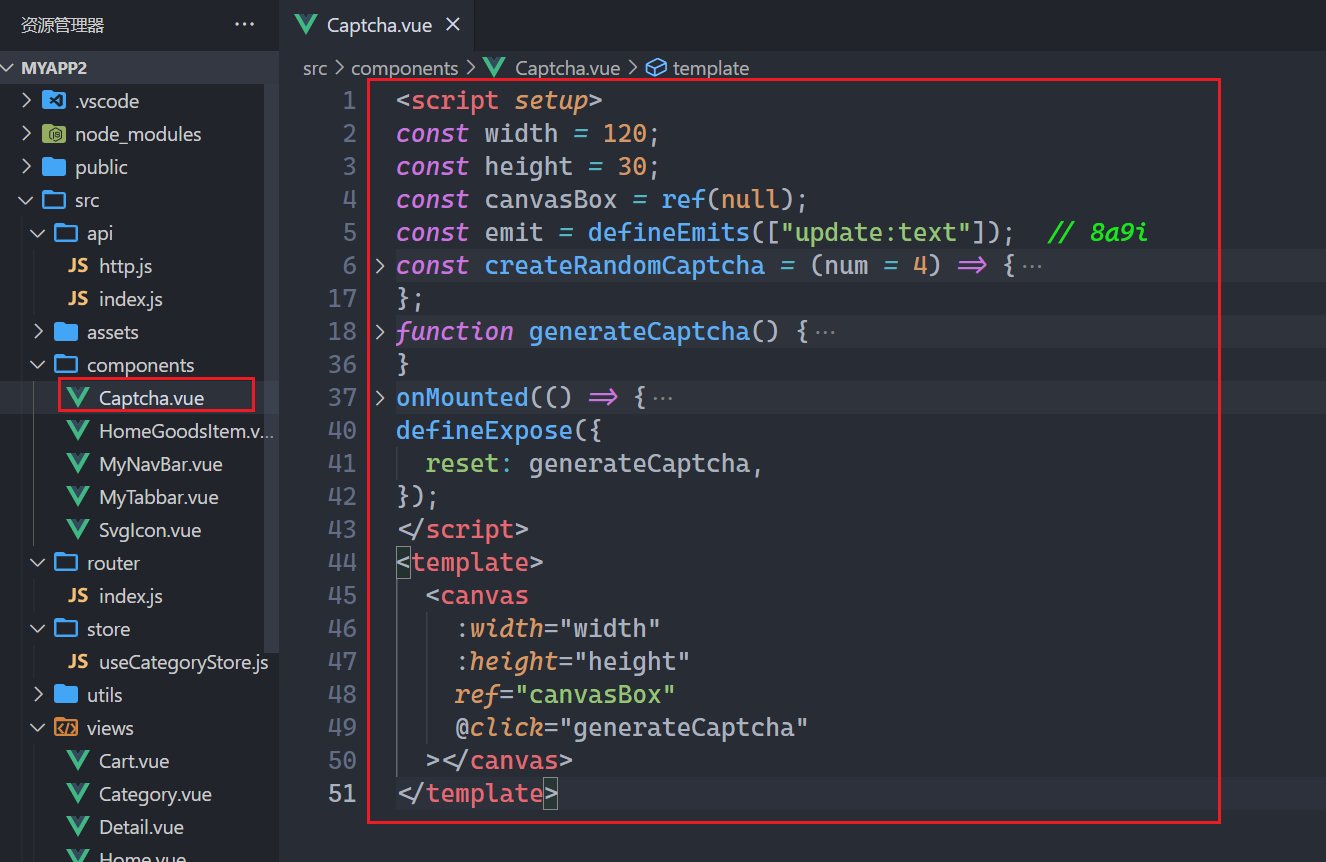 资源管理器 ···
MYAPP2
.vscode
node_modules
public
src
api
JS http.js
JS index.js
assets
components
Captcha.vue
HomeGoodsItem.v...
MyNavBar.vue
MyTabbar.vue
SvgIcon.vue
router
JS index.js
store
JS useCategoryStore.js
utils
views
Cart.vue
Category.vue
Detail.vue
Home.vue
Captcha.vue ×
src > components > Captcha.vue > template
1 <script setup>
2 const width = 120;
3 const height = 30;
4 const canvasBox = ref(null);
5 const emit = defineEmits(["update:text"]); // 8a9i
6 const createRandomCaptcha = (num = 4) => {···
17 };
18 function generateCaptcha() {···
36 }
37 onMounted(() => {···
40 defineExpose({
41 reset: generateCaptcha,
42 });
43 </script>
44 <template>
45 <canvas
46 :width="width"
47 :height="height"
48 ref="canvasBox"
49 @click="generateCaptcha"
50 ></canvas>
51 </template>